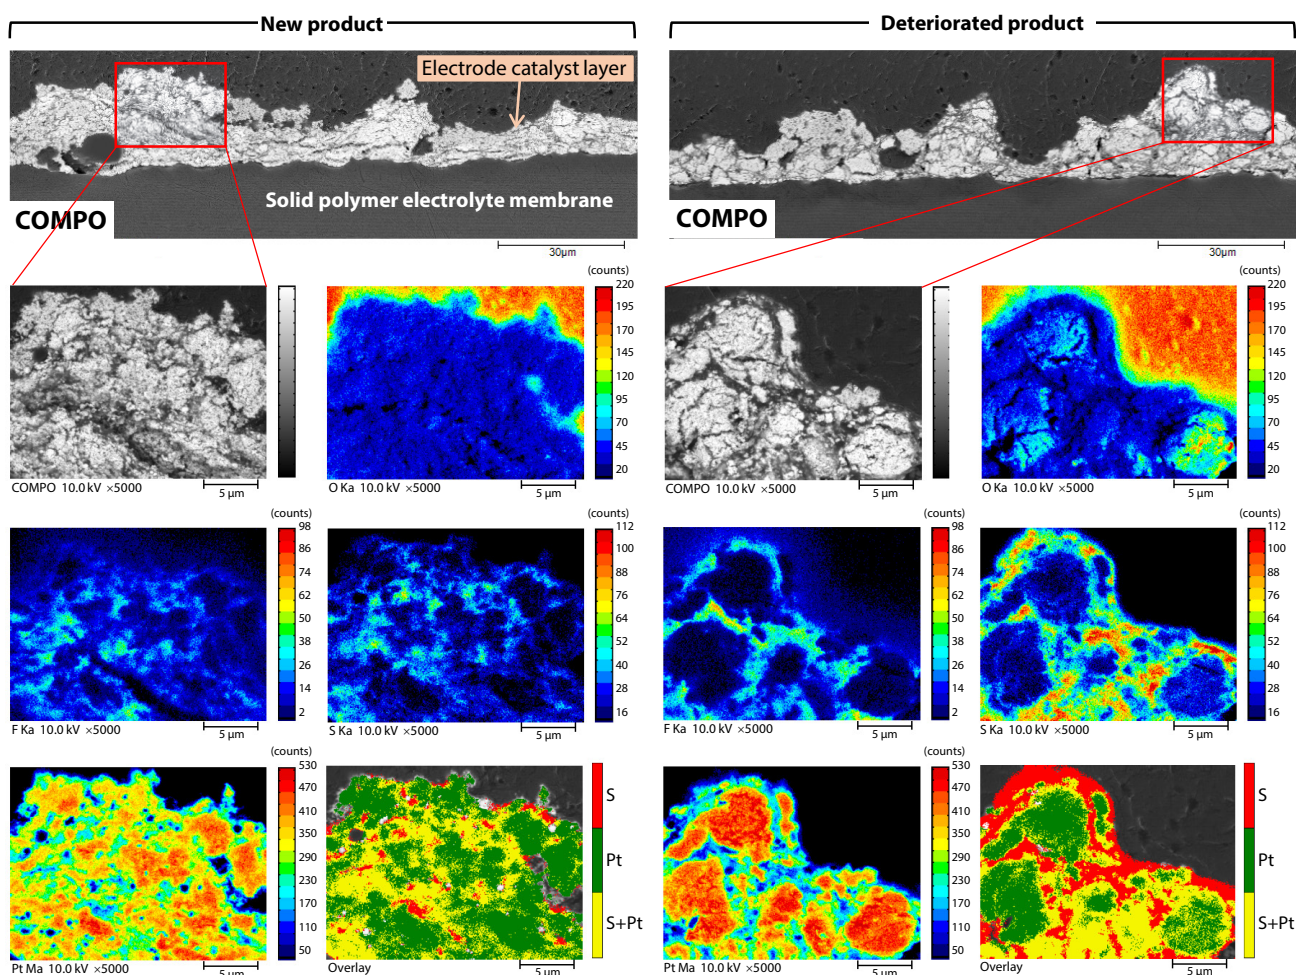 New product
Deteriorated product
Electrode catalyst layer
Solid polymer electrolyte membrane
COMPO
30µm
COMPO
30µm
COMPO 10.0 kV ×5000
5 µm
(counts)
220
195
170
145
120
95
70
45
20
O Ka 10.0 kV ×5000
5 µm
COMPO 10.0 kV ×5000
5 µm
(counts)
220
195
170
145
120
95
70
45
20
O Ka 10.0 kV ×5000
5 µm
(counts)
98
86
74
62
50
38
26
14
2
F Ka 10.0 kV ×5000
5 µm
(counts)
112
100
88
76
64
52
40
28
16
S Ka 10.0 kV ×5000
5 µm
(counts)
98
86
74
62
50
38
26
14
2
F Ka 10.0 kV ×5000
5 µm
(counts)
112
100
88
76
64
52
40
28
16
S Ka 10.0 kV ×5000
5 µm
(counts)
530
470
410
350
290
230
170
110
50
Pt Ma 10.0 kV ×5000
5 µm
S
Pt
S+Pt
Overlay
5 µm
(counts)
530
470
410
350
290
230
170
110
50
Pt Ma 10.0 kV ×5000
5 µm
S
Pt
S+Pt
Overlay
5 µm